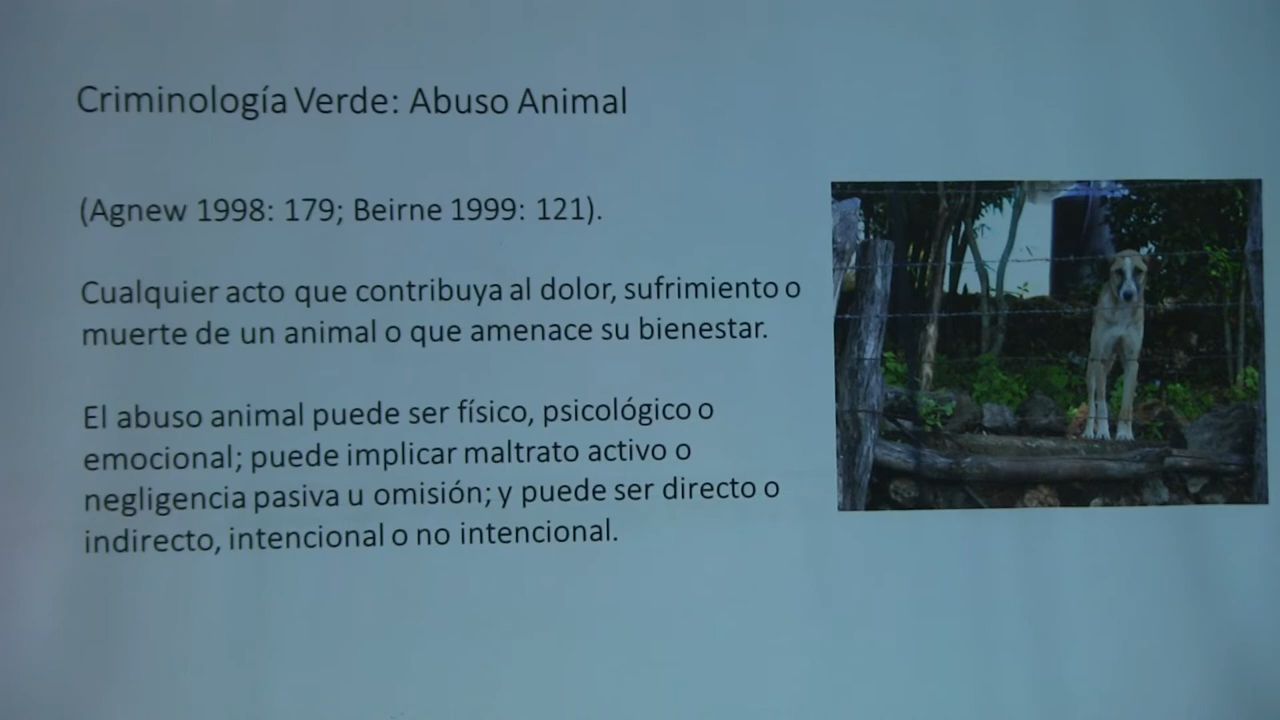 Criminología Verde: Abuso Animal
(Agnew 1998: 179; Beirne 1999: 121).
Cualquier acto que contribuya al dolor, sufrimiento o
muerte de un animal o que amenace su bienestar.
El abuso animal puede ser físico, psicológico o
emocional; puede implicar maltrato activo o
negligencia pasiva u omisión; y puede ser directo o
indirecto, intencional o no intencional.